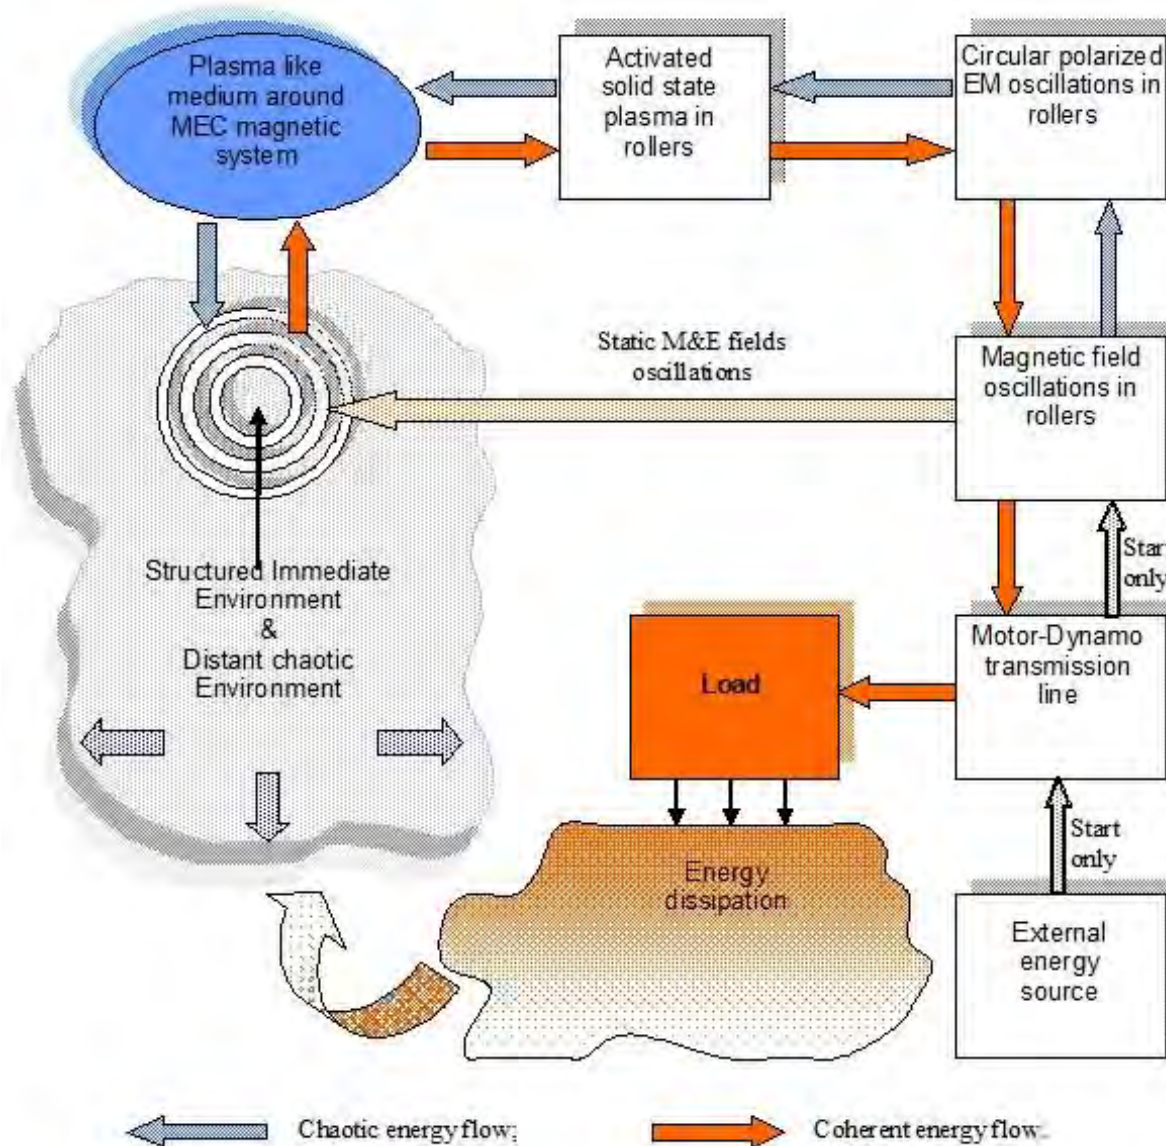 Plasma like
medium around
MEC magnetic
system
Activated
solid state
plasma in
rollers
Circular polarized
EM oscillations in
rollers
Static M&E fields
oscillations
Magnetic field
oscillations in
rollers
Start
only
Structured Immediate
Environment
&
Distant chaotic
Environment
Load
Motor-Dynamo
transmission
line
Start
only
Energy
dissipation
External
energy
source
Chaotic energy flow;
Coherent energy flow.